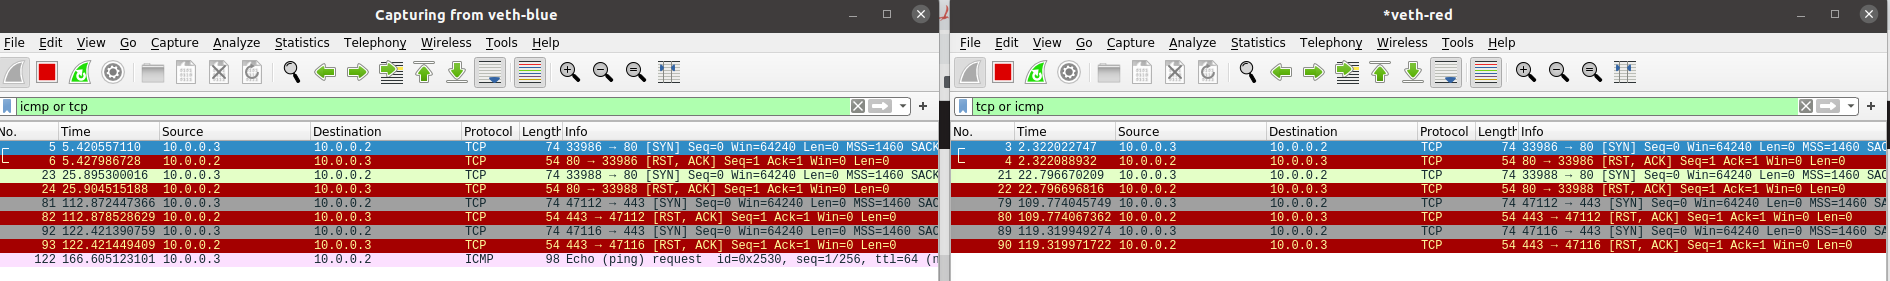 Capturing from veth-blue
File Edit View Go Capture Analyze Statistics Telephony Wireless Tools Help
icmp or tcp
No. Time Source Destination Protocol Length Info
5 5.420557110 10.0.0.3 10.0.0.2 TCP 74 33986 → 80 [SYN] Seq=0 Win=64240 Len=0 MSS=1460 SACK
6 5.427986728 10.0.0.2 10.0.0.3 TCP 54 80 → 33986 [RST, ACK] Seq=1 Ack=1 Win=0 Len=0
23 25.895300016 10.0.0.3 10.0.0.2 TCP 74 33988 → 80 [SYN] Seq=0 Win=64240 Len=0 MSS=1460 SACK
24 25.904515188 10.0.0.2 10.0.0.3 TCP 54 80 → 33988 [RST, ACK] Seq=1 Ack=1 Win=0 Len=0
81 112.872447366 10.0.0.3 10.0.0.2 TCP 74 47112 → 443 [SYN] Seq=0 Win=64240 Len=0 MSS=1460 SAC
82 112.878528629 10.0.0.2 10.0.0.3 TCP 54 443 → 47112 [RST, ACK] Seq=1 Ack=1 Win=0 Len=0
92 122.421390759 10.0.0.3 10.0.0.2 TCP 74 47116 → 443 [SYN] Seq=0 Win=64240 Len=0 MSS=1460 SAC
93 122.421449409 10.0.0.2 10.0.0.3 TCP 54 443 → 47116 [RST, ACK] Seq=1 Ack=1 Win=0 Len=0
122 166.605123101 10.0.0.3 10.0.0.2 ICMP 98 Echo (ping) request id=0x2530, seq=1/256, ttl=64 (n
*veth-red
File Edit View Go Capture Analyze Statistics Telephony Wireless Tools Help
tcp or icmp
No. Time Source Destination Protocol Length Info
3 2.322022747 10.0.0.3 10.0.0.2 TCP 74 33986 → 80 [SYN] Seq=0 Win=64240 Len=0 MSS=1460 SAC
4 2.322088932 10.0.0.2 10.0.0.3 TCP 54 80 → 33986 [RST, ACK] Seq=1 Ack=1 Win=0 Len=0
21 22.796670209 10.0.0.3 10.0.0.2 TCP 74 33988 → 80 [SYN] Seq=0 Win=64240 Len=0 MSS=1460 SAC
22 22.796696816 10.0.0.2 10.0.0.3 TCP 54 80 → 33988 [RST, ACK] Seq=1 Ack=1 Win=0 Len=0
79 109.774045749 10.0.0.3 10.0.0.2 TCP 74 47112 → 443 [SYN] Seq=0 Win=64240 Len=0 MSS=1460 SA
80 109.774067362 10.0.0.2 10.0.0.3 TCP 54 443 → 47112 [RST, ACK] Seq=1 Ack=1 Win=0 Len=0
89 119.319949274 10.0.0.3 10.0.0.2 TCP 74 47116 → 443 [SYN] Seq=0 Win=64240 Len=0 MSS=1460 SA
90 119.319971722 10.0.0.2 10.0.0.3 TCP 54 443 → 47116 [RST, ACK] Seq=1 Ack=1 Win=0 Len=0